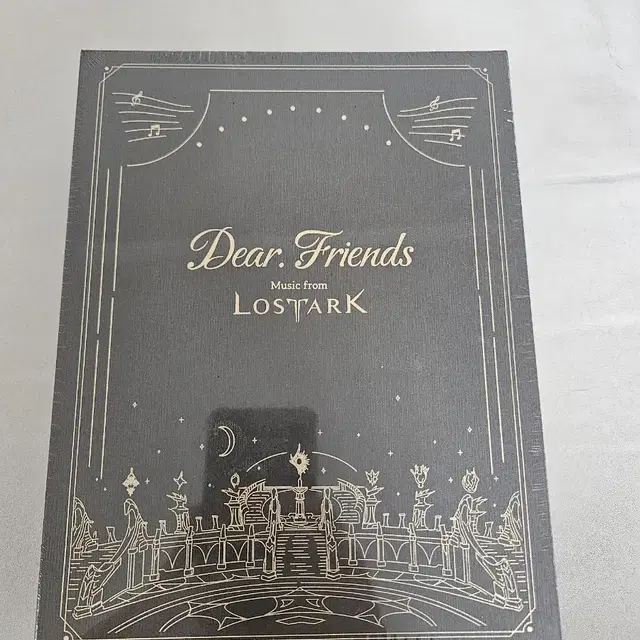 Dear. Friends
Music from
LOSTARK